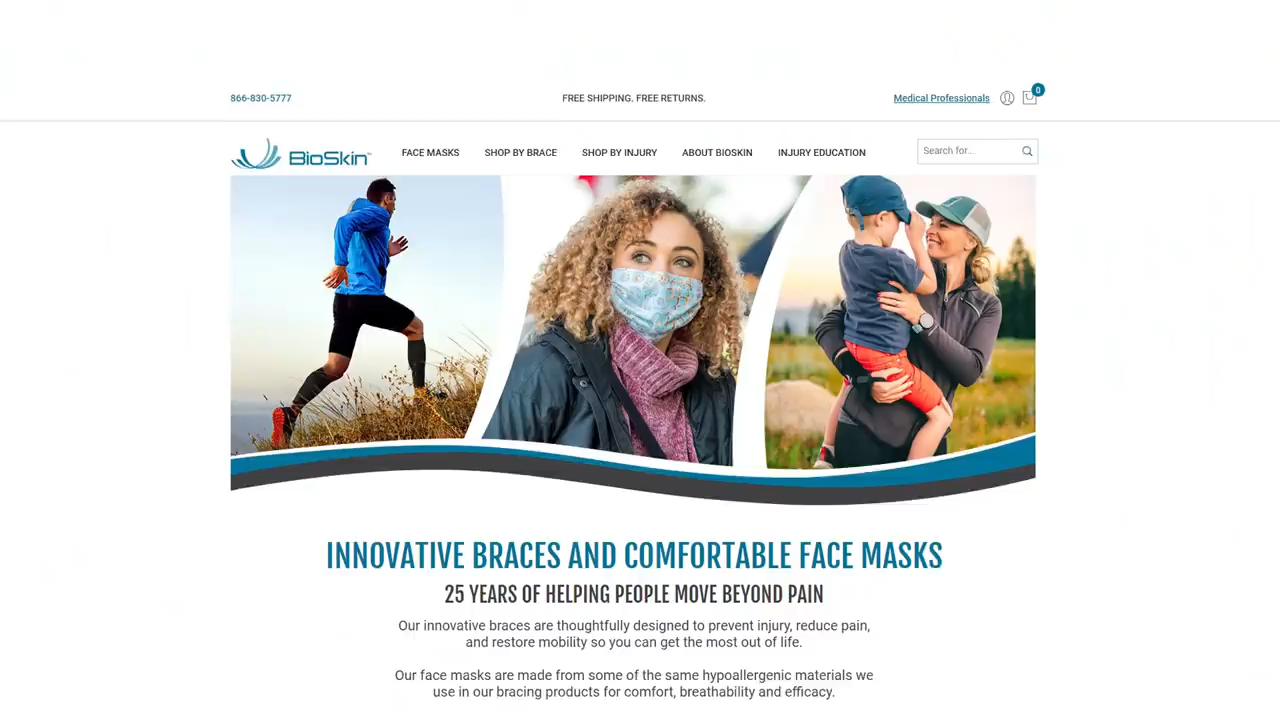 866-830-5777
FREE SHIPPING. FREE RETURNS.
Medical Professionals
0
BioSkin™
FACE MASKS
SHOP BY BRACE
SHOP BY INJURY
ABOUT BIOSKIN
INJURY EDUCATION
Search for...
INNOVATIVE BRACES AND COMFORTABLE FACE MASKS
25 YEARS OF HELPING PEOPLE MOVE BEYOND PAIN
Our innovative braces are thoughtfully designed to prevent injury, reduce pain,
and restore mobility so you can get the most out of life.
Our face masks are made from some of the same hypoallergenic materials we
use in our bracing products for comfort, breathability and efficacy.